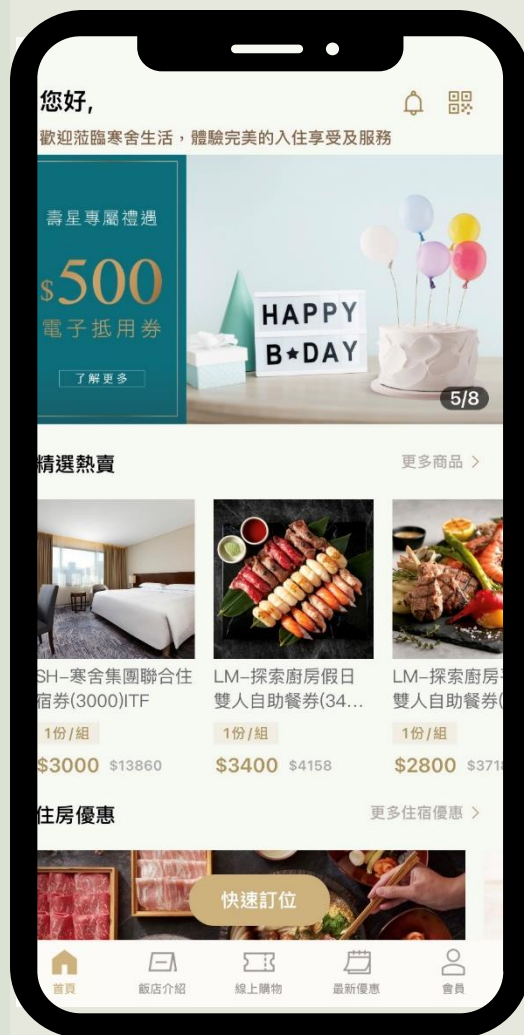 您好,
歡迎蒞臨寒舍生活，體驗完美的入住享受及服務
壽星專屬禮遇
$500
電子抵用券
了解更多
HAPPY
B★DAY
5/8
精選熱賣
更多商品 >
SH–寒舍集團聯合住
宿券(3000)ITF
1份/組
$3000 $13860
LM–探索廚房假日
雙人自助餐券(34...
1份/組
$3400 $4158
LM–探索廚房
雙人自助餐券(
1份/組
$2800 $371
住房優惠
更多住宿優惠 >
快速訂位
首頁
飯店介紹
線上購物
最新優惠
會員